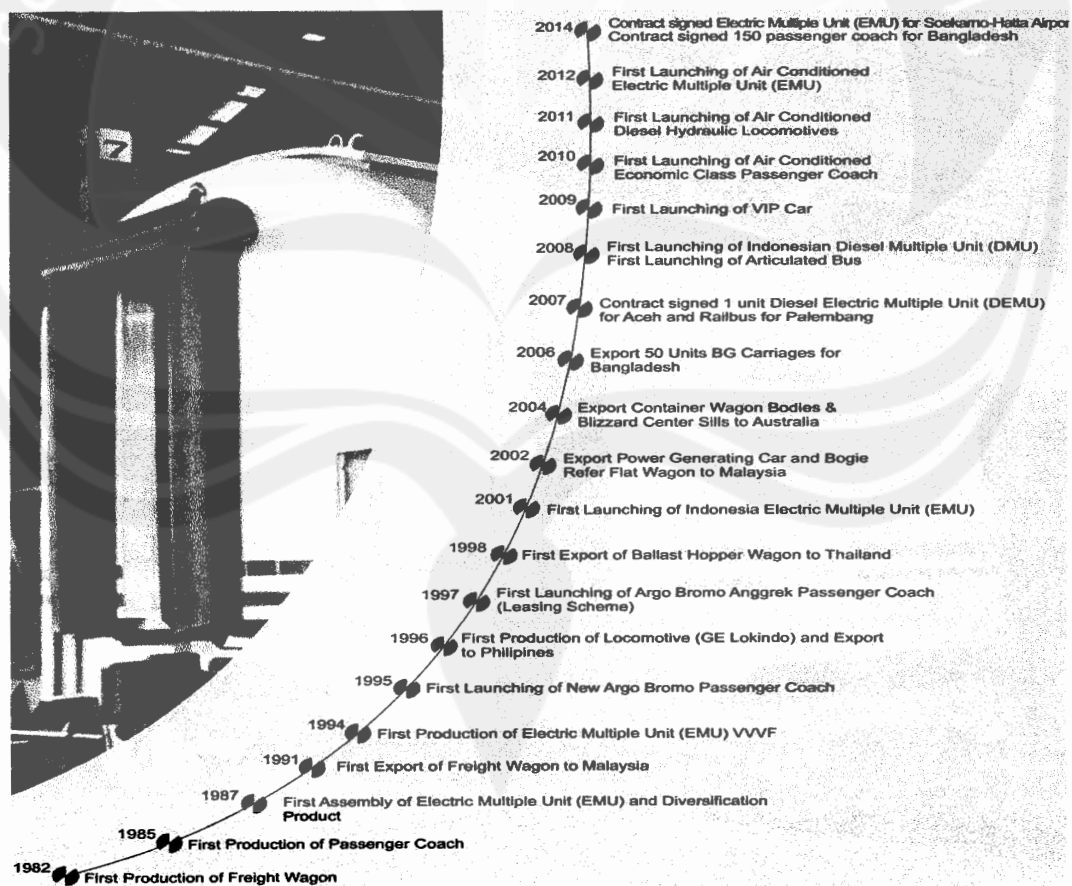 2014 Contract signed Electric Multiple Unit (EMU) for Soekarno-Hatta Airpor
Contract signed 150 passenger coach for Bangladesh
2012 First Launching of Air Conditioned
Electric Multiple Unit (EMU)
2011 First Launching of Air Conditioned
Diesel Hydraulic Locomotives
2010 First Launching of Air Conditioned
Economic Class Passenger Coach
2009 First Launching of VIP Car
2008 First Launching of Indonesian Diesel Multiple Unit (DMU)
First Launching of Articulated Bus
2007 Contract signed 1 unit Diesel Electric Multiple Unit (DEMU)
for Aceh and Railbus for Palembang
2006 Export 50 Units BG Carriages for
Bangladesh
2004 Export Container Wagon Bodies &
Blizzard Center Sills to Australia
2002 Export Power Generating Car and Bogie
Refer Flat Wagon to Malaysia
2001 First Launching of Indonesia Electric Multiple Unit (EMU)
1998 First Export of Ballast Hopper Wagon to Thailand
1997 First Launching of Argo Bromo Anggrek Passenger Coach
(Leasing Scheme)
1996 First Production of Locomotive (GE Lokindo) and Export
to Philipines
1995 First Launching of New Argo Bromo Passenger Coach
1994 First Production of Electric Multiple Unit (EMU) VVVF
1991 First Export of Freight Wagon to Malaysia
1987 First Assembly of Electric Multiple Unit (EMU) and Diversification
Product
1985 First Production of Passenger Coach
1982 First Production of Freight Wagon
7